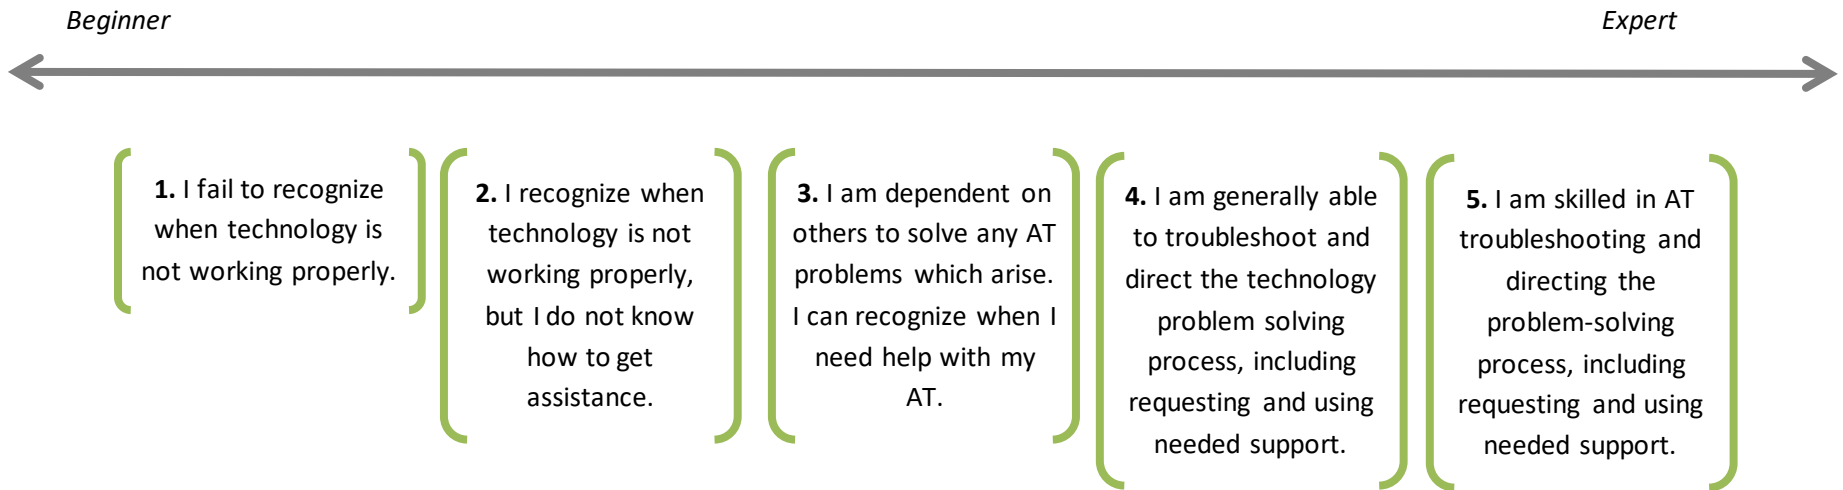 Beginner
Expert
1. I fail to recognize
when technology is
not working properly.
2. I recognize when
technology is not
working properly,
but I do not know
how to get
assistance.
3. I am dependent on
others to solve any AT
problems which arise.
I can recognize when I
need help with my
AT.
4. I am generally able
to troubleshoot and
direct the technology
problem solving
process, including
requesting and using
needed support.
5. I am skilled in AT
troubleshooting and
directing the
problem-solving
process, including
requesting and using
needed support.